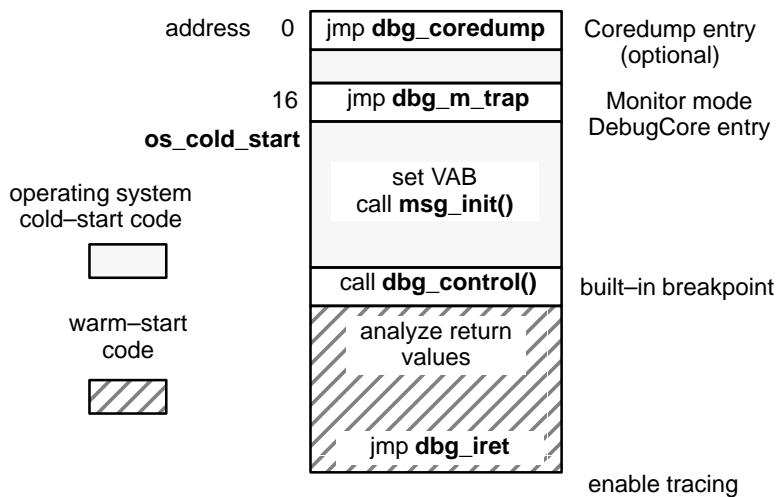 address 0 jmp dbg_coredump Coredump entry
(optional)
16 jmp dbg_m_trap Monitor mode
DebugCore entry
os_cold_start
set VAB
call msg_init()
operating system
cold–start code
call dbg_control() built–in breakpoint
warm–start
code
analyze return
values
jmp dbg_iret
enable tracing